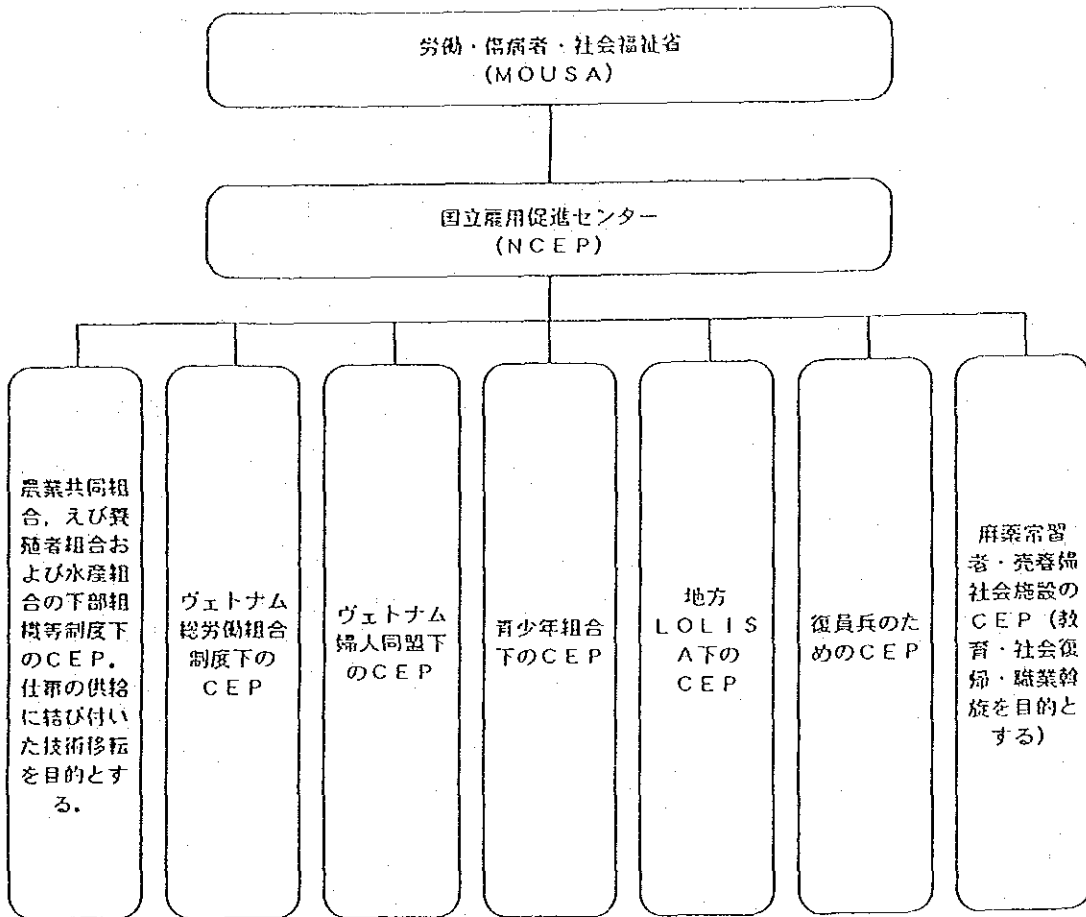 労働・傷病者・社会福祉省
(MOUSA)
国立雇用促進センター
(NCEP)
農業共同組
合，えび養
殖者組合お
よび水産組
合の下部組
織等制度下
のCEP．
仕事の供給
に結び付い
た技術移転
を目的とす
る．
ヴェトナム
総労働組合
制度下の
CEP
ヴェトナム
婦人同盟下
のCEP
青少年組合
下のCEP
地方
LOLIS
A下の
CEP
復員兵のた
めのCEP
麻薬常習
者・売春婦
社会施設の
CEP（教
育・社会復
帰・職業斡
旋を目的と
する）